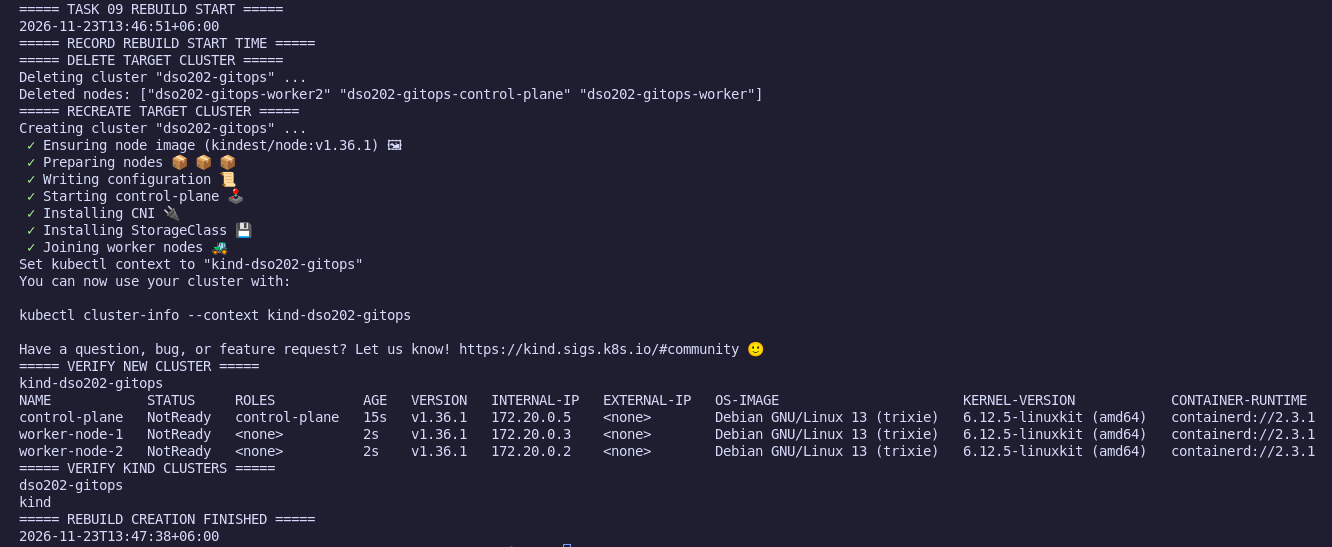 ===== TASK 09 REBUILD START =====
2026-11-23T13:46:51+06:00
===== RECORD REBUILD START TIME =====
===== DELETE TARGET CLUSTER =====
Deleting cluster "dso202-gitops" ...
Deleted nodes: ["dso202-gitops-worker2" "dso202-gitops-control-plane" "dso202-gitops-worker"]
===== RECREATE TARGET CLUSTER =====
Creating cluster "dso202-gitops" ...
✓ Ensuring node image (kindest/node:v1.36.1) 🖼
✓ Preparing nodes 📦 📦 📦
✓ Writing configuration 📜
✓ Starting control-plane 🕹️
✓ Installing CNI 🔌
✓ Installing StorageClass 💾
✓ Joining worker nodes 🚜
Set kubectl context to "kind-dso202-gitops"
You can now use your cluster with:
kubectl cluster-info --context kind-dso202-gitops
Have a question, bug, or feature request? Let us know! https://kind.sigs.k8s.io/#community 🙂
===== VERIFY NEW CLUSTER =====
kind-dso202-gitops
NAME STATUS ROLES AGE VERSION INTERNAL-IP EXTERNAL-IP OS-IMAGE KERNEL-VERSION CONTAINER-RUNTIME
control-plane NotReady control-plane 15s v1.36.1 172.20.0.5 <none> Debian GNU/Linux 13 (trixie) 6.12.5-linuxkit (amd64) containerd://2.3.1
worker-node-1 NotReady <none> 2s v1.36.1 172.20.0.3 <none> Debian GNU/Linux 13 (trixie) 6.12.5-linuxkit (amd64) containerd://2.3.1
worker-node-2 NotReady <none> 2s v1.36.1 172.20.0.2 <none> Debian GNU/Linux 13 (trixie) 6.12.5-linuxkit (amd64) containerd://2.3.1
===== VERIFY KIND CLUSTERS =====
dso202-gitops
kind
===== REBUILD CREATION FINISHED =====
2026-11-23T13:47:38+06:00